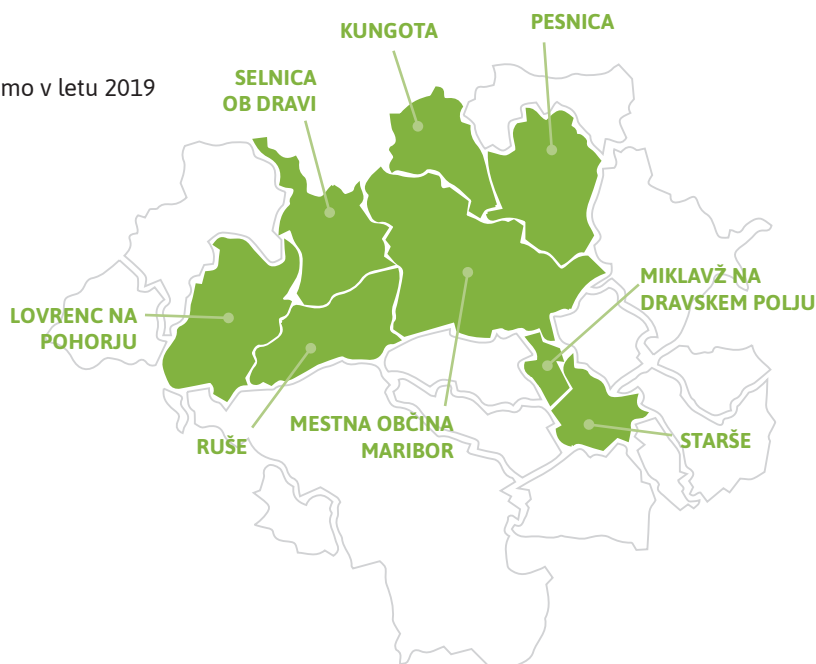 KUNGOTA
PESNICA
mo v letu 2019
SELNICA
OB DRAVI
MIKLAVŽ NA
DRAVSKEM POLJU
LOVRENC NA
POHORJU
MESTNA OBČINA
MARIBOR
RUŠE
STARŠE